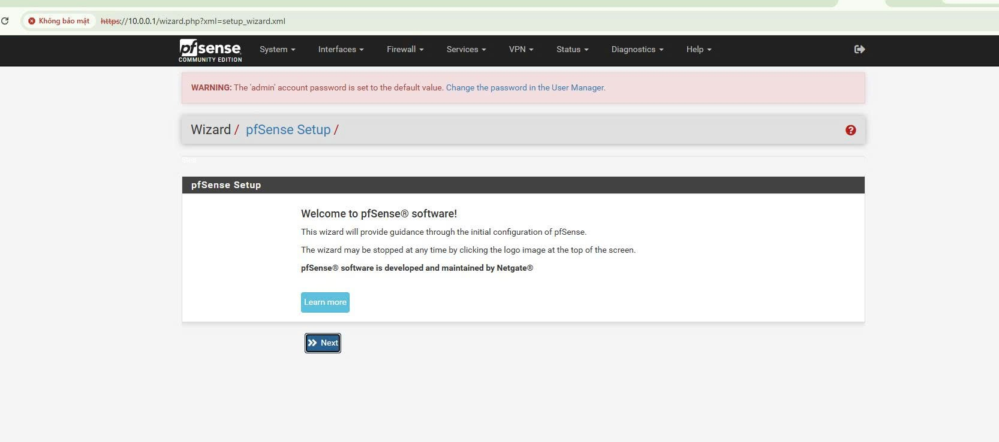 Không bảo mật https://10.0.0.1/wizard.php?xml=setup_wizard.xml
pfsense
COMMUNITY EDITION
System Interfaces Firewall Services VPN Status Diagnostics Help
WARNING: The 'admin' account password is set to the default value. Change the password in the User Manager.
Wizard / pfSense Setup /
?
Step
pfSense Setup
Welcome to pfSense® software!
This wizard will provide guidance through the initial configuration of pfSense.
The wizard may be stopped at any time by clicking the logo image at the top of the screen.
pfSense® software is developed and maintained by Netgate®
Learn more
Next